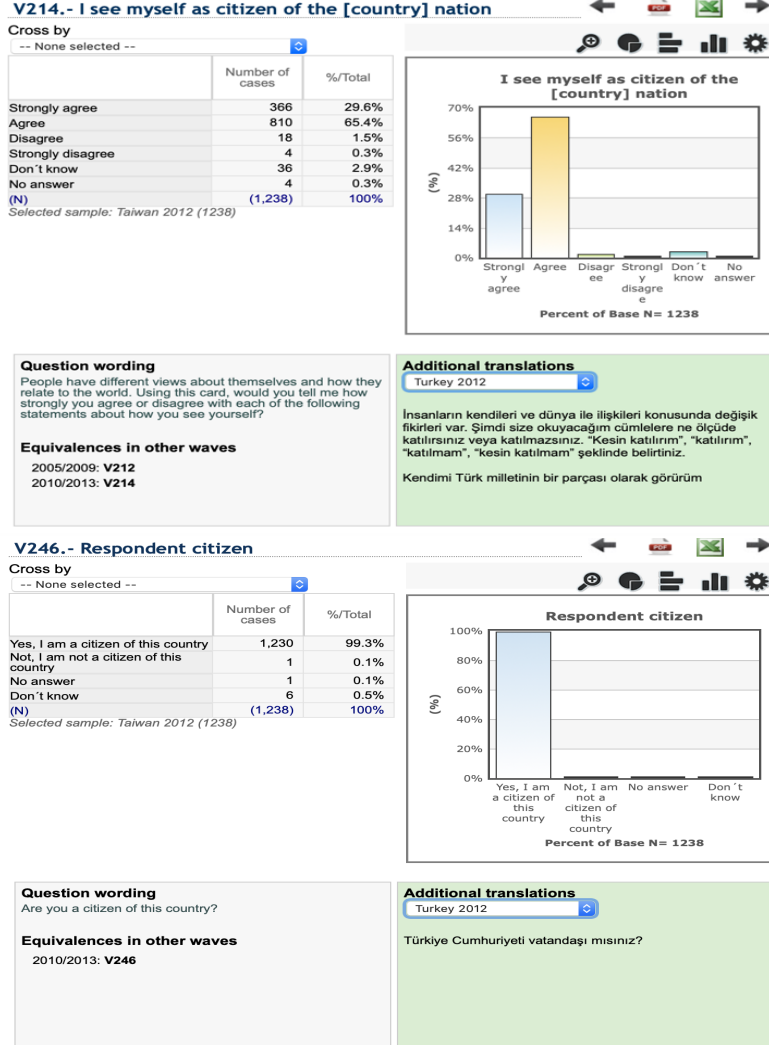 V214.- I see myself as citizen of the [country] nation
PDF
Cross by
-- None selected --
Number of cases
%/Total
Strongly agree 366 29.6%
Agree 810 65.4%
Disagree 18 1.5%
Strongly disagree 4 0.3%
Don´t know 36 2.9%
No answer 4 0.3%
(N) (1,238) 100%
Selected sample: Taiwan 2012 (1238)
I see myself as citizen of the
[country] nation
70%
56%
42%
28%
14%
0%
(%)
Strongl
y
agree
Agree
Disagr
ee
Strongl
y
disagre
e
Don´t
know
No
answer
Percent of Base N= 1238
Question wording
People have different views about themselves and how they
relate to the world. Using this card, would you tell me how
strongly you agree or disagree with each of the following
statements about how you see yourself?
Equivalences in other waves
2005/2009: V212
2010/2013: V214
Additional translations
Turkey 2012
İnsanların kendileri ve dünya ile ilişkileri konusunda değişik
fikirleri var. Şimdi size okuyacağım cümlelere ne ölçüde
katılırsınız veya katılmazsınız. “Kesin katılırım”, “katılırım”,
“katılmam”, “kesin katılmam” şeklinde belirtiniz.
Kendimi Türk milletinin bir parçası olarak görürüm
V246.- Respondent citizen
PDF
Cross by
-- None selected --
Number of
cases
%/Total
Yes, I am a citizen of this country 1,230 99.3%
Not, I am not a citizen of this
country 1 0.1%
No answer 1 0.1%
Don´t know 6 0.5%
(N) (1,238) 100%
Selected sample: Taiwan 2012 (1238)
Respondent citizen
100%
80%
60%
40%
20%
0%
(%)
Yes, I am
a citizen of
this
country
Not, I am
not a
citizen of
this
country
No answer
Don´t
know
Percent of Base N= 1238
Question wording
Are you a citizen of this country?
Equivalences in other waves
2010/2013: V246
Additional translations
Turkey 2012
Türkiye Cumhuriyeti vatandaşı mısınız?